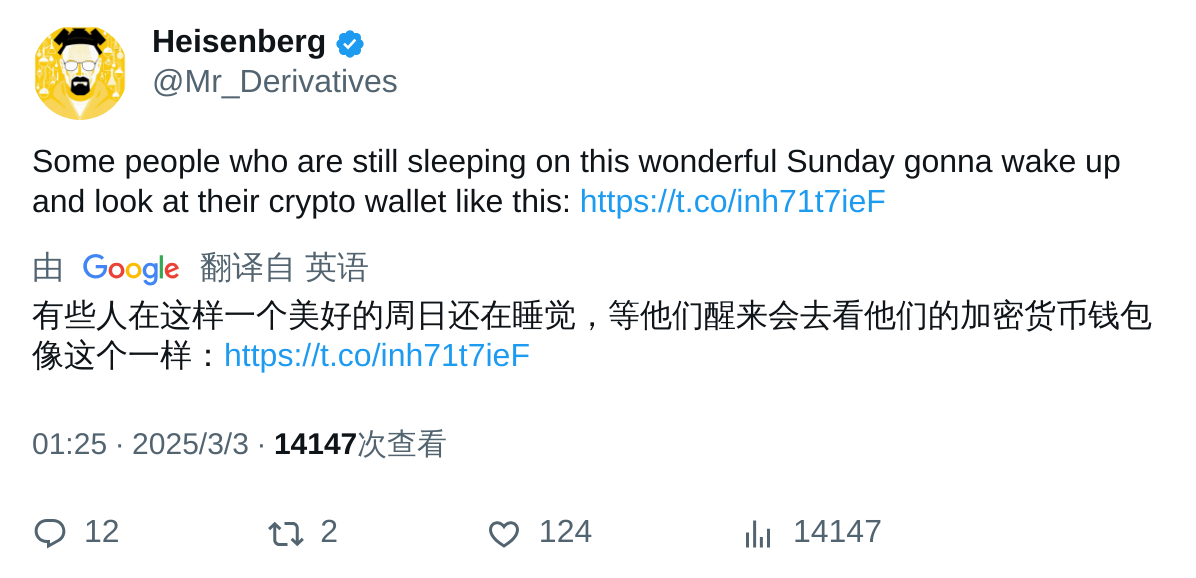 Heisenberg
@Mr_Derivatives
Some people who are still sleeping on this wonderful Sunday gonna wake up
and look at their crypto wallet like this: https://t.co/inh71t7ieF
由 Google 翻译自 英语
有些人在这样一个美好的周日还在睡觉，等他们醒来会去看他们的加密货币钱包
像这个一样：https://t.co/inh71t7ieF
01:25 · 2025/3/3 · 14147次查看
12 2 124 14147